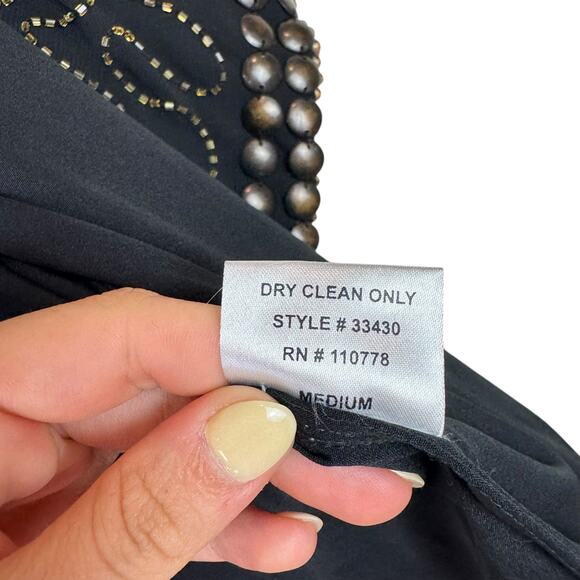 DRY CLEAN ONLY
STYLE # 33430
RN # 110778
MEDIUM